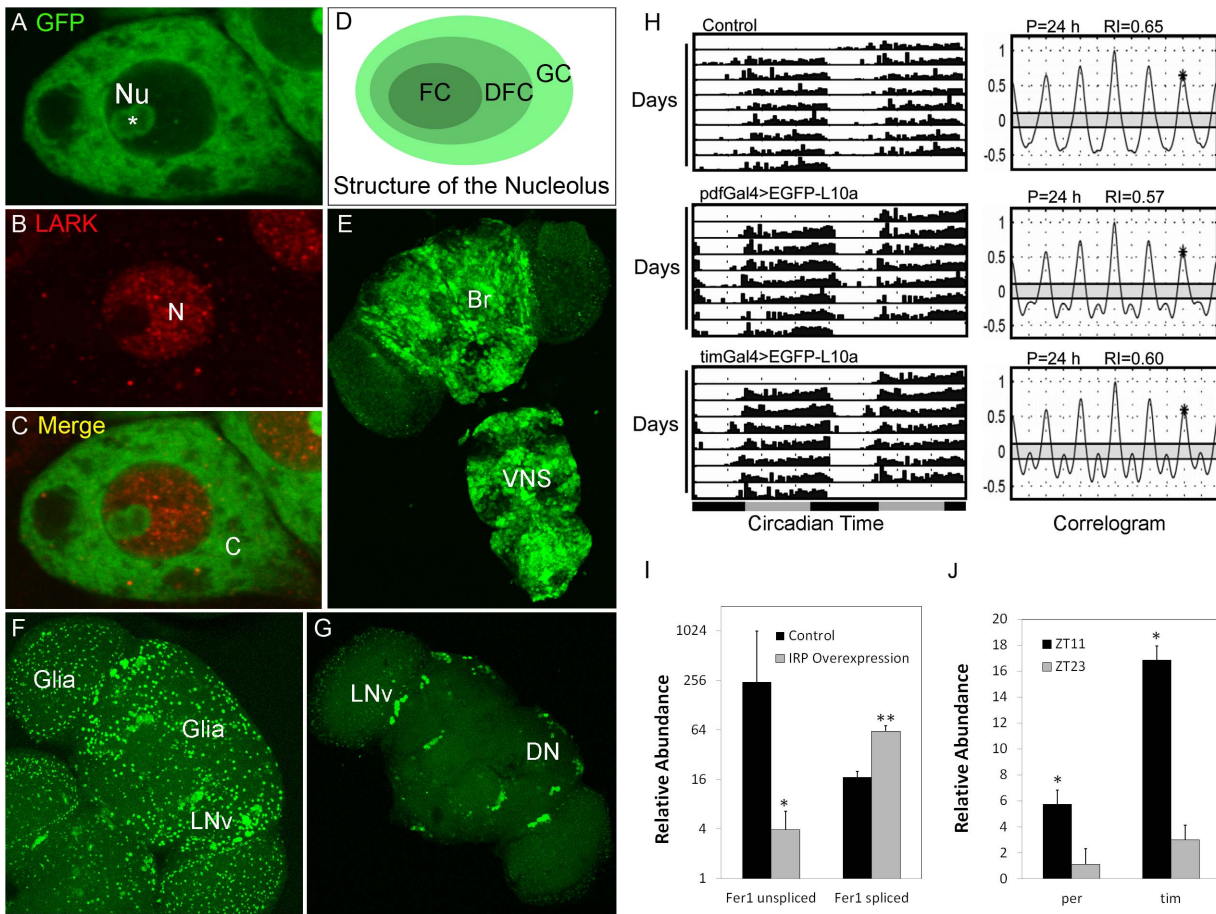 A GFP
Nu
*
B LARK
N
C Merge
C
D
FC DFC GC
Structure of the Nucleolus
E
Br
VNS
F
Glia
Glia
LNv
G
LNv
DN
H
Control
Days
P=24 h RI=0.65
1
0.5
0
-0.5
pdfGal4>EGFP-L10a
Days
P=24 h RI=0.57
1
0.5
0
-0.5
timGal4>EGFP-L10a
Days
P=24 h RI=0.60
1
0.5
0
-0.5
Circadian Time
Correlogram
I
Relative Abundance
1024
256
64
16
4
1
Control
IRP Overexpression
*
**
Fer1 unspliced
Fer1 spliced
J
Relative Abundance
20
18
16
14
12
10
8
6
4
2
0
ZT11
ZT23
*
*
per
tim